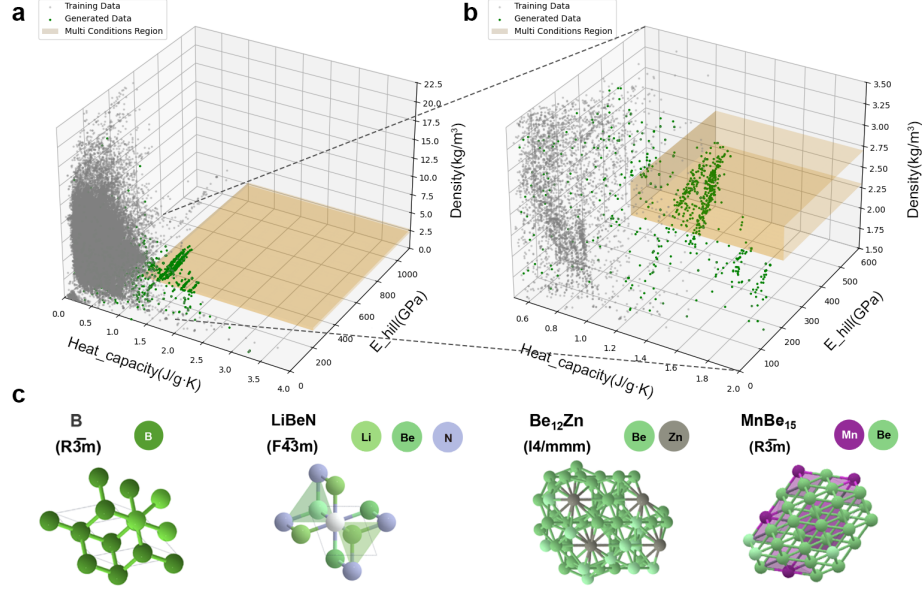 a
Training Data
Generated Data
Multi Conditions Region
22.5
20.0
17.5
15.0
12.5
10.0
7.5
5.0
2.5
0.0
Density(kg/m³)
1000
800
600
400
200
0
E_hill(GPa)
0.0
0.5
1.0
1.5
2.0
2.5
3.0
3.5
4.0
Heat_capacity(J/g·K)
b
Training Data
Generated Data
Multi Conditions Region
3.50
3.25
3.00
2.75
2.50
2.25
2.00
1.75
1.50
Density(kg/m³)
600
500
400
300
200
100
0
E_hill(GPa)
0.6
0.8
1.0
1.2
1.4
1.6
1.8
2.0
Heat_capacity(J/g·K)
c
B
(R3̅m)
B
LiBeN
(F4̅3m)
Li Be N
Be₁₂Zn
(I4/mmm)
Be Zn
MnBe₁₅
(R3̅m)
Mn Be